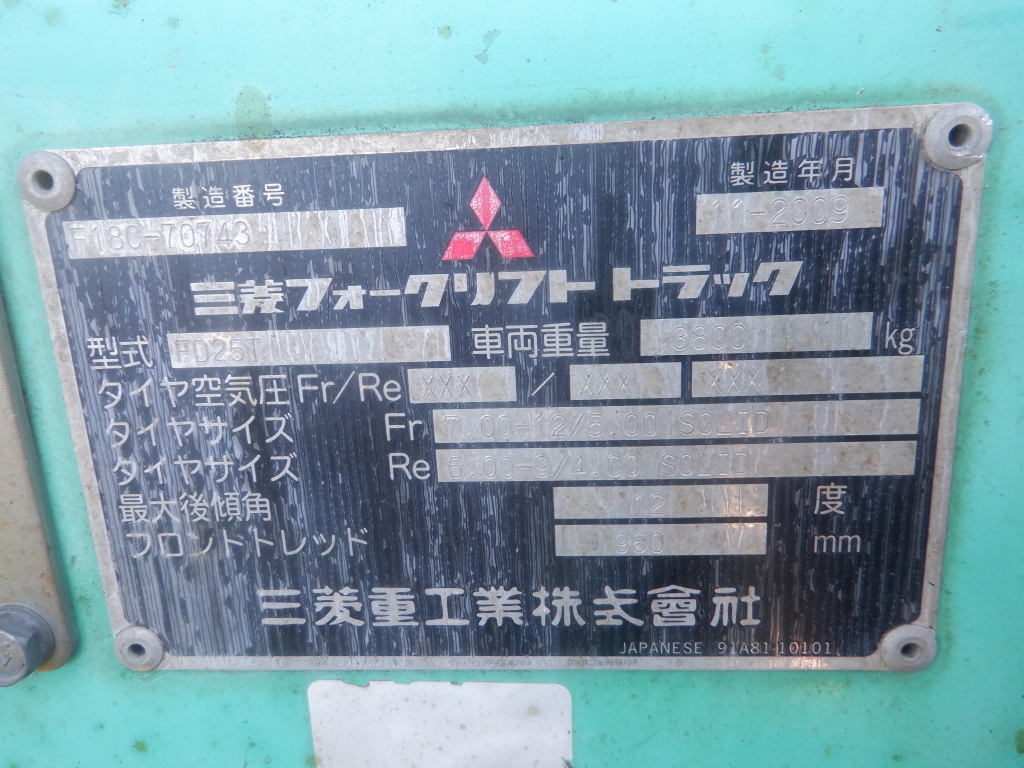 製造番号
F18C-70743
製造年月
11-2009
三菱フォークリフト トラック
型式 FD25T 車両重量 3800 kg
タイヤ空気圧 Fr/Re XXX / XXX XXX
タイヤサイズ Fr 7.00-12/5.00 SOLID
タイヤサイズ Re 6.00-9/4.00 SOLID
最大後傾角 12 度
フロントトレッド 960 mm
三菱重工業株式會社
JAPANESE 91A81-10101